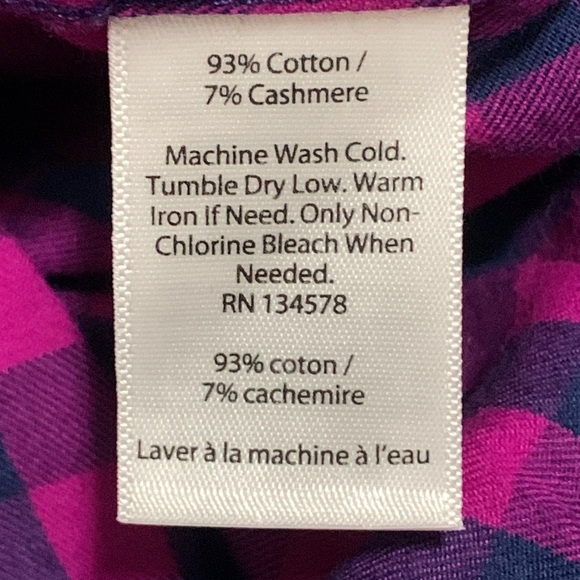 93% Cotton /
7% Cashmere
Machine Wash Cold.
Tumble Dry Low. Warm
Iron If Need. Only Non-
Chlorine Bleach When
Needed.
RN 134578
93% coton /
7% cachemire
Laver à la machine à l'eau